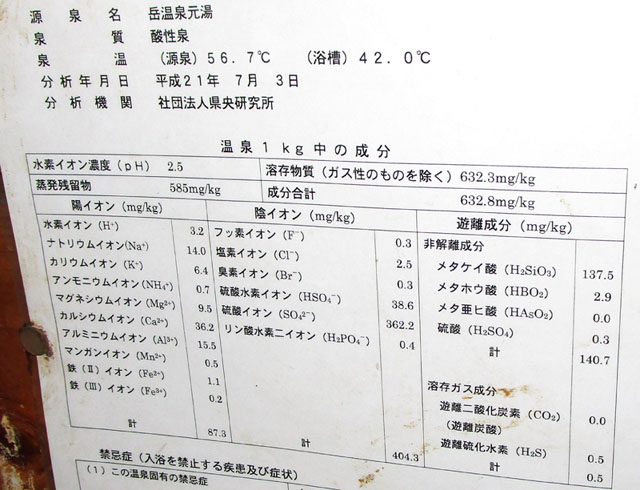 源泉名 岳温泉元湯
泉質 酸性泉
泉温 (源泉) 56.7℃ (浴槽) 42.0℃
分析年月日 平成21年 7月 3日
分析機関 社団法人県央研究所
温泉1kg中の成分
水素イオン濃度(pH) 2.5 溶存物質(ガス性のものを除く) 632.3mg/kg
蒸発残留物 585mg/kg 成分合計 632.8mg/kg
陽イオン (mg/kg) 陰イオン (mg/kg) 遊離成分 (mg/kg)
水素イオン (H⁺) 3.2
ナトリウムイオン(Na⁺) 14.0
カリウムイオン (K⁺) 6.4
アンモニウムイオン (NH₄⁺) 0.7
マグネシウムイオン (Mg²⁺) 9.5
カルシウムイオン (Ca²⁺) 36.2
アルミニウムイオン (Al³⁺) 15.5
マンガンイオン (Mn²⁺) 0.5
鉄(Ⅱ)イオン (Fe²⁺) 1.1
鉄(Ⅲ)イオン (Fe³⁺) 0.2
計 87.3
フッ素イオン (F⁻) 0.3
塩素イオン (Cl⁻) 2.5
臭素イオン (Br⁻) 0.3
硫酸水素イオン (HSO₄⁻) 38.6
硫酸イオン (SO₄²⁻) 362.2
リン酸水素二イオン (H₂PO₄⁻) 0.4
計 404.3
非解離成分
メタケイ酸 (H₂SiO₃) 137.5
メタホウ酸 (HBO₂) 2.9
メタ亜ヒ酸 (HAsO₂) 0.0
硫酸 (H₂SO₄) 0.3
計 140.7
溶存ガス成分
遊離二酸化炭素 (CO₂) 0.0
(遊離炭酸)
遊離硫化水素 (H₂S) 0.5
計 0.5
禁忌症 (入浴を禁止する疾患及び症状)
(1) この温泉固有の禁忌症